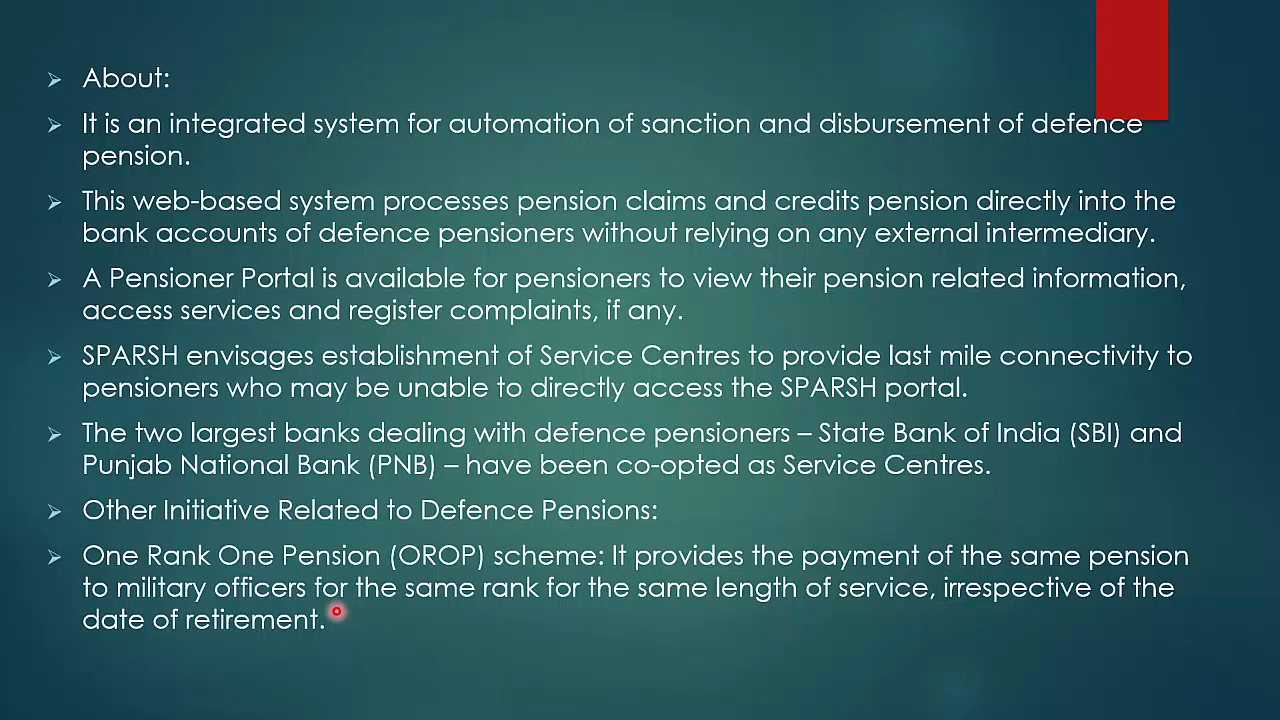 About:
It is an integrated system for automation of sanction and disbursement of defence
pension.
This web-based system processes pension claims and credits pension directly into the
bank accounts of defence pensioners without relying on any external intermediary.
A Pensioner Portal is available for pensioners to view their pension related information,
access services and register complaints, if any.
SPARSH envisages establishment of Service Centres to provide last mile connectivity to
pensioners who may be unable to directly access the SPARSH portal.
The two largest banks dealing with defence pensioners – State Bank of India (SBI) and
Punjab National Bank (PNB) – have been co-opted as Service Centres.
Other Initiative Related to Defence Pensions:
One Rank One Pension (OROP) scheme: It provides the payment of the same pension
to military officers for the same rank for the same length of service, irrespective of the
date of retirement.